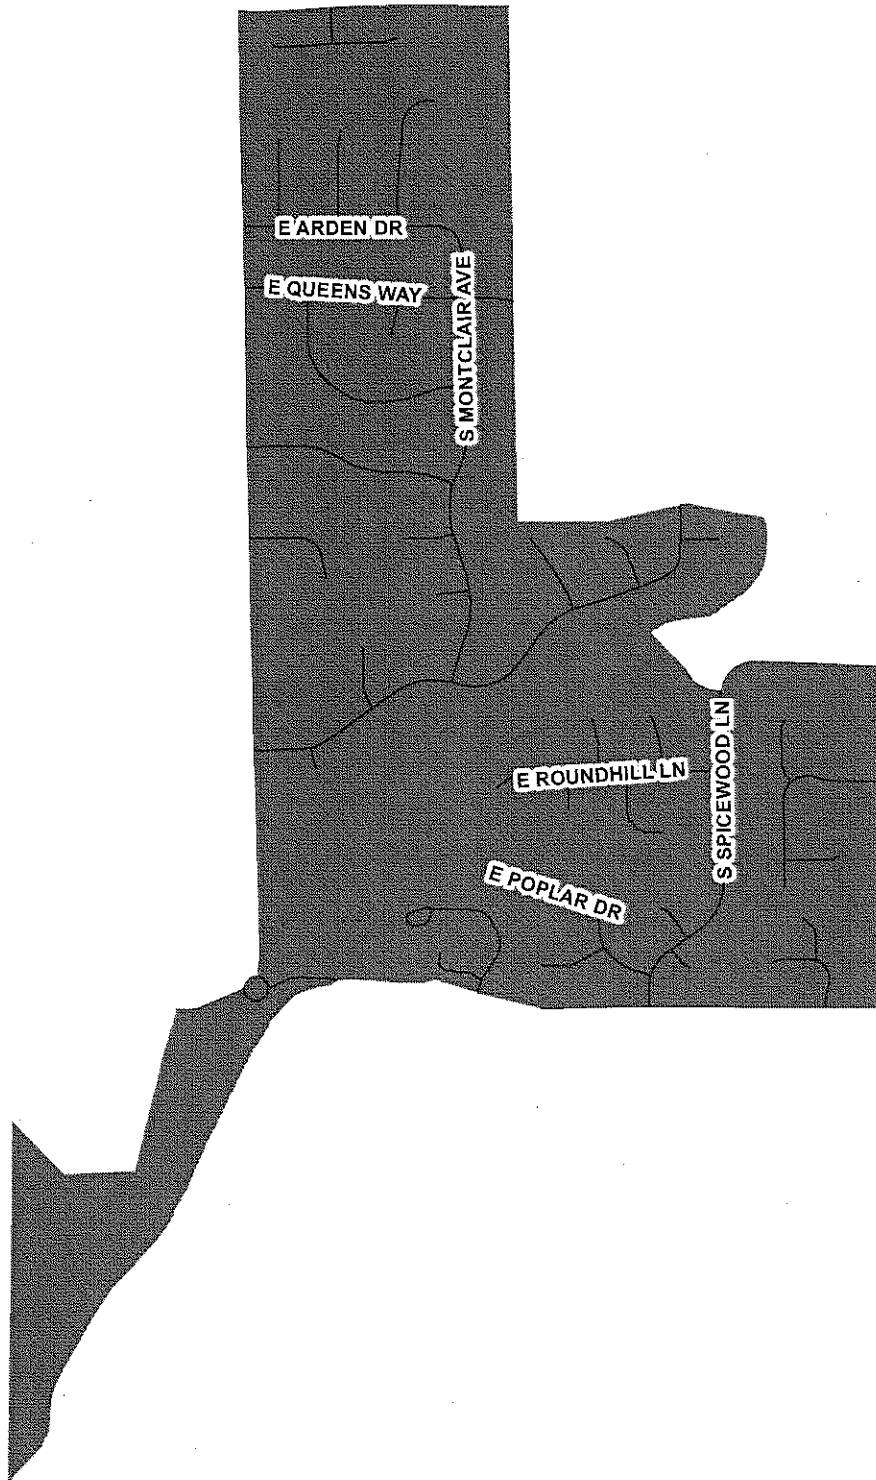 E ARDEN DR
E QUEENS WAY
S MONTCLAIR AVE
E ROUNDHILL LN
S SPICEWOOD LN
E POPLAR DR